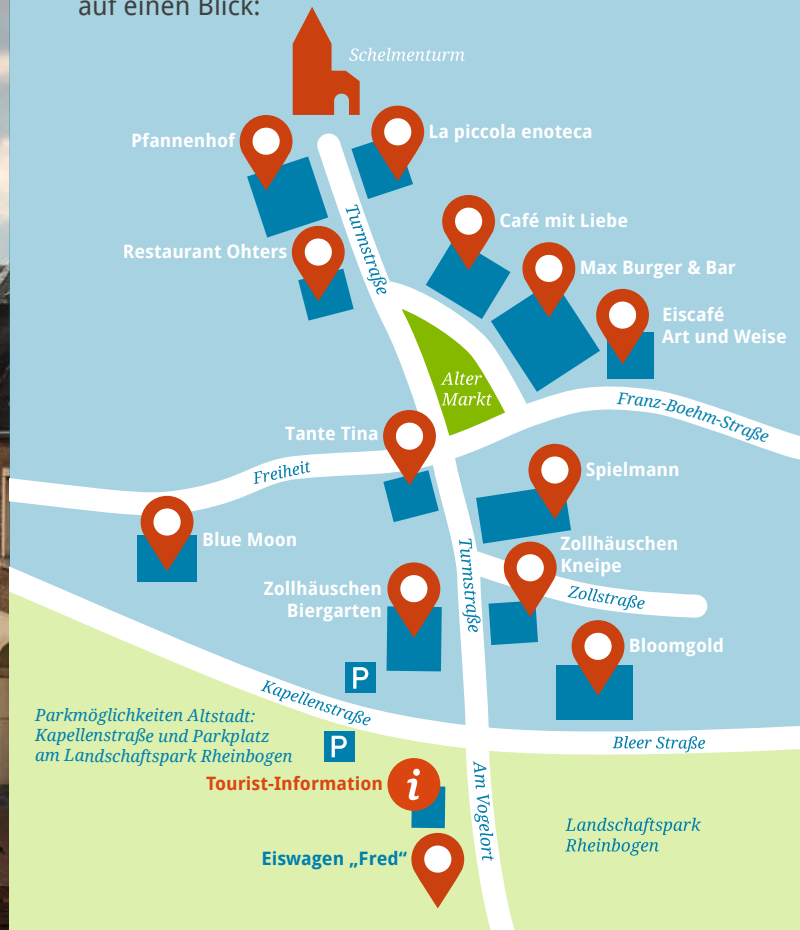 auf einen Blick:
Schelmenturm
Pfannenhof
La piccola enoteca
Turmstraße
Restaurant Ohters
Café mit Liebe
Max Burger & Bar
Eiscafé
Art und Weise
Alter
Markt
Franz-Boehm-Straße
Tante Tina
Freiheit
Spielmann
Blue Moon
Turmstraße
Zollhäuschen
Kneipe
Zollhäuschen
Biergarten
Zollstraße
Bloomgold
P
Kapellenstraße
Parkmöglichkeiten Altstadt:
Kapellenstraße und Parkplatz
am Landschaftspark Rheinbogen
P
Bleer Straße
Tourist-Information
i
Am Vogelort
Landschaftspark
Rheinbogen
Eiswagen „Fred“